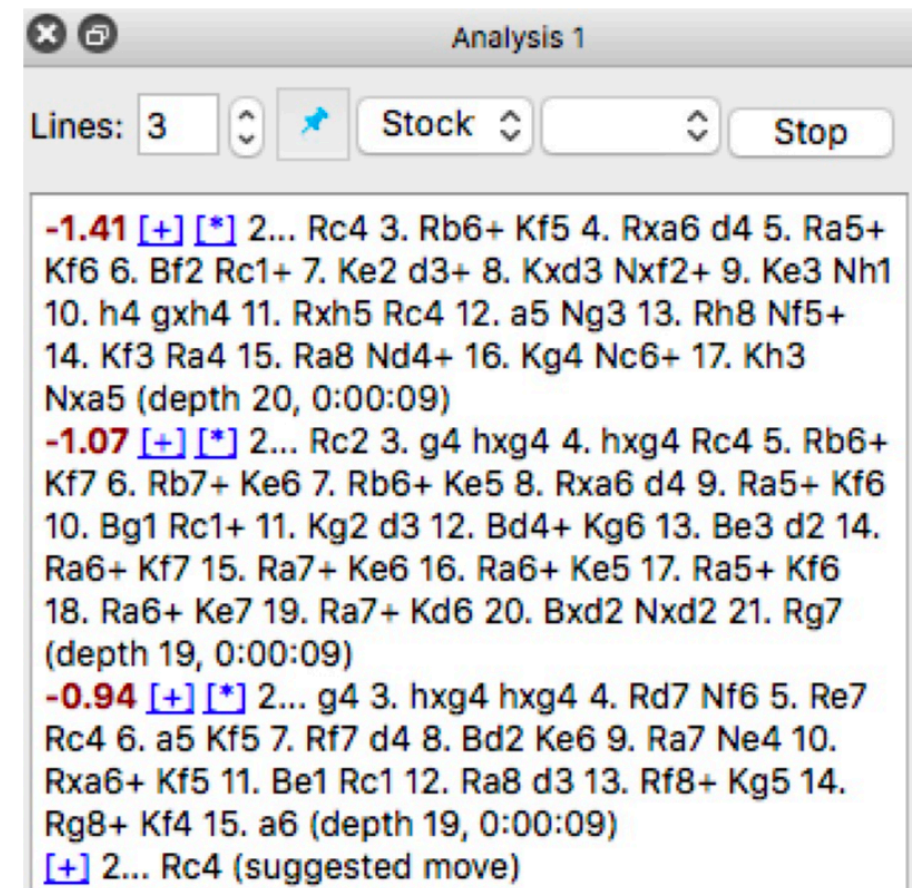 Analysis 1
Lines: 3 Stock Stop
-1.41 [+] [*] 2... Rc4 3. Rb6+ Kf5 4. Rxa6 d4 5. Ra5+
Kf6 6. Bf2 Rc1+ 7. Ke2 d3+ 8. Kxd3 Nxf2+ 9. Ke3 Nh1
10. h4 gxh4 11. Rxh5 Rc4 12. a5 Ng3 13. Rh8 Nf5+
14. Kf3 Ra4 15. Ra8 Nd4+ 16. Kg4 Nc6+ 17. Kh3
Nxa5 (depth 20, 0:00:09)
-1.07 [+] [*] 2... Rc2 3. g4 hxg4 4. hxg4 Rc4 5. Rb6+
Kf7 6. Rb7+ Ke6 7. Rb6+ Ke5 8. Rxa6 d4 9. Ra5+ Kf6
10. Bg1 Rc1+ 11. Kg2 d3 12. Bd4+ Kg6 13. Be3 d2 14.
Ra6+ Kf7 15. Ra7+ Ke6 16. Ra6+ Ke5 17. Ra5+ Kf6
18. Ra6+ Ke7 19. Ra7+ Kd6 20. Bxd2 Nxd2 21. Rg7
(depth 19, 0:00:09)
-0.94 [+] [*] 2... g4 3. hxg4 hxg4 4. Rd7 Nf6 5. Re7
Rc4 6. a5 Kf5 7. Rf7 d4 8. Bd2 Ke6 9. Ra7 Ne4 10.
Rxa6+ Kf5 11. Be1 Rc1 12. Ra8 d3 13. Rf8+ Kg5 14.
Rg8+ Kf4 15. a6 (depth 19, 0:00:09)
[+] 2... Rc4 (suggested move)